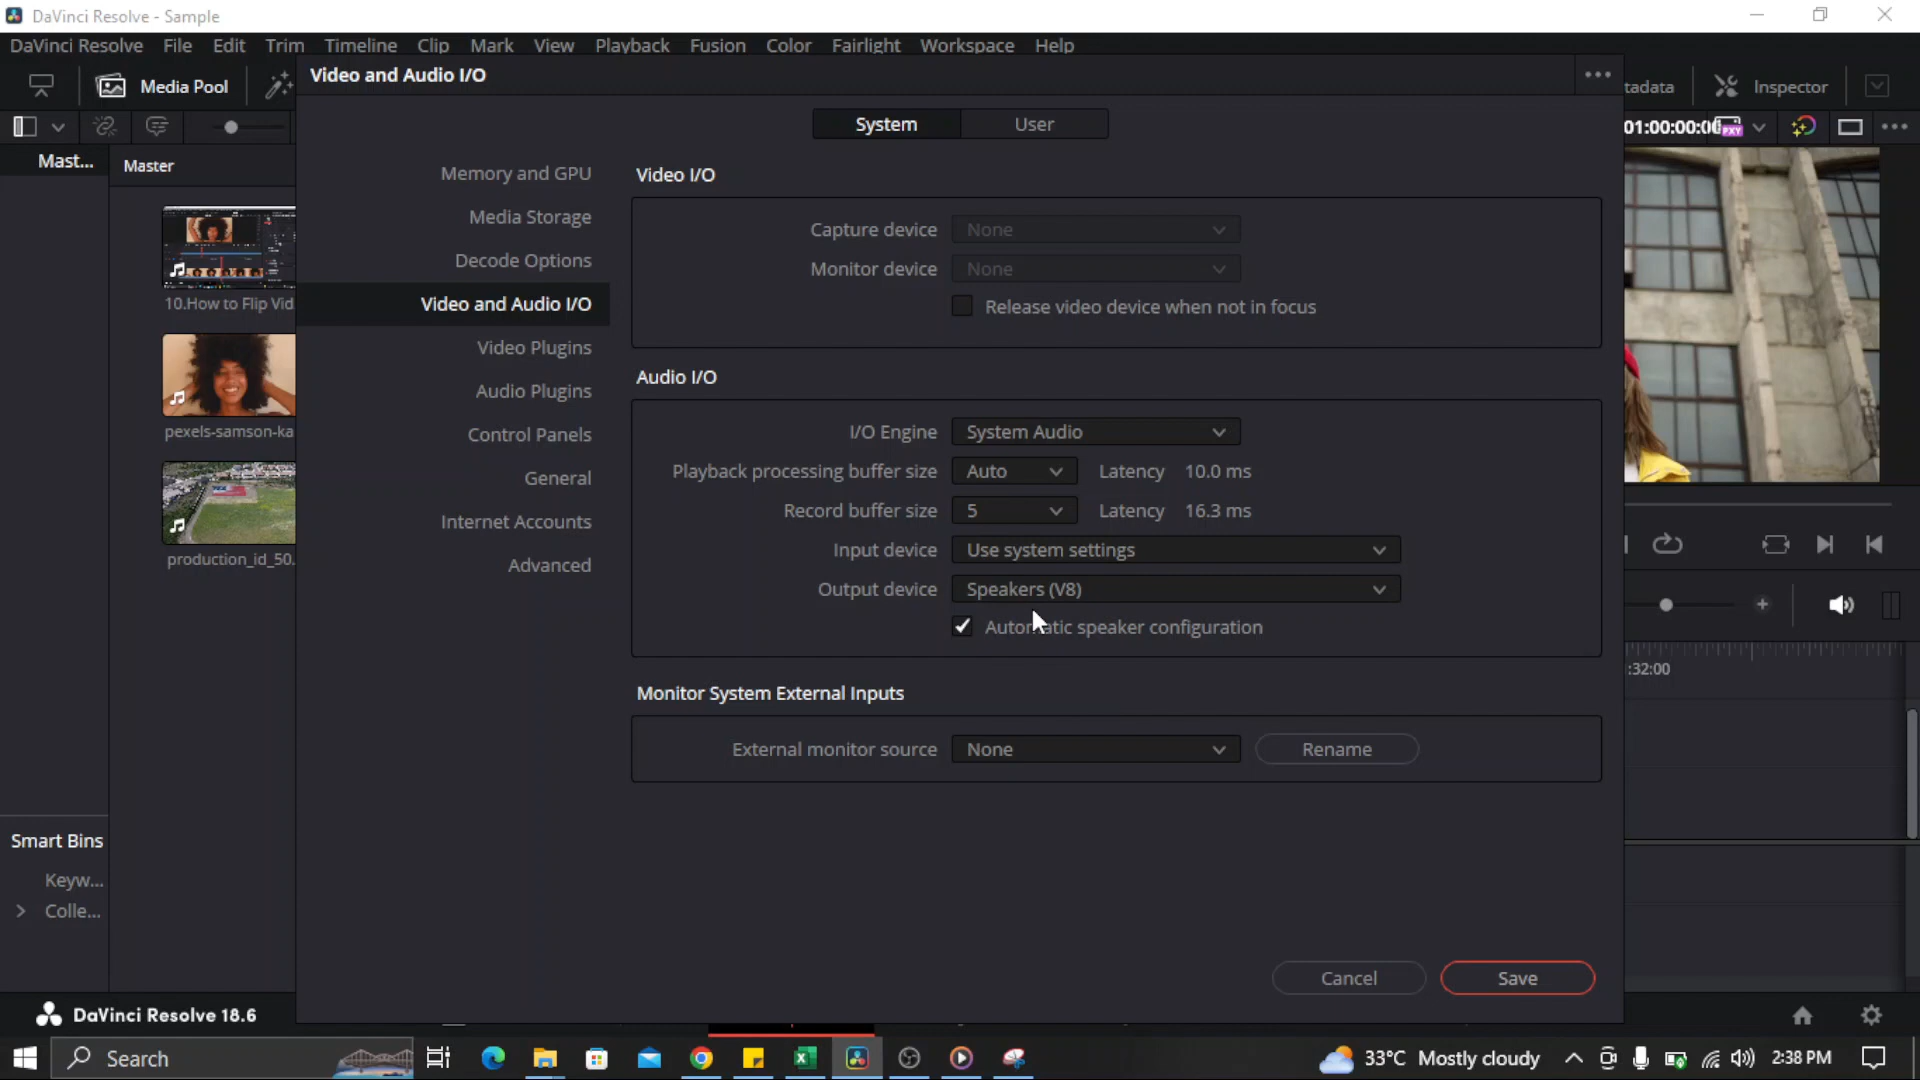 DaVinci Resolve - Sample
DaVinci Resolve File Edit Trim Timeline Clip Mark View Playback Fusion Color Fairlight Workspace Help
Media Pool
Video and Audio I/O
tadata
Inspector
System User
01:00:00:0
PXY
Mast...
Master
10.How to Flip Vid
pexels-samson-ka
production_id_50.
Memory and GPU
Media Storage
Decode Options
Video and Audio I/O
Video Plugins
Audio Plugins
Control Panels
General
Internet Accounts
Advanced
Video I/O
Capture device None
Monitor device None
Release video device when not in focus
Audio I/O
I/O Engine System Audio
Playback processing buffer size Auto Latency 10.0 ms
Record buffer size 5 Latency 16.3 ms
Input device Use system settings
Output device Speakers (V8)
Automatic speaker configuration
Monitor System External Inputs
External monitor source None Rename
:32:00
Smart Bins
Keyw...
Colle...
Cancel Save
DaVinci Resolve 18.6
Search
33°C Mostly cloudy
2:38 PM